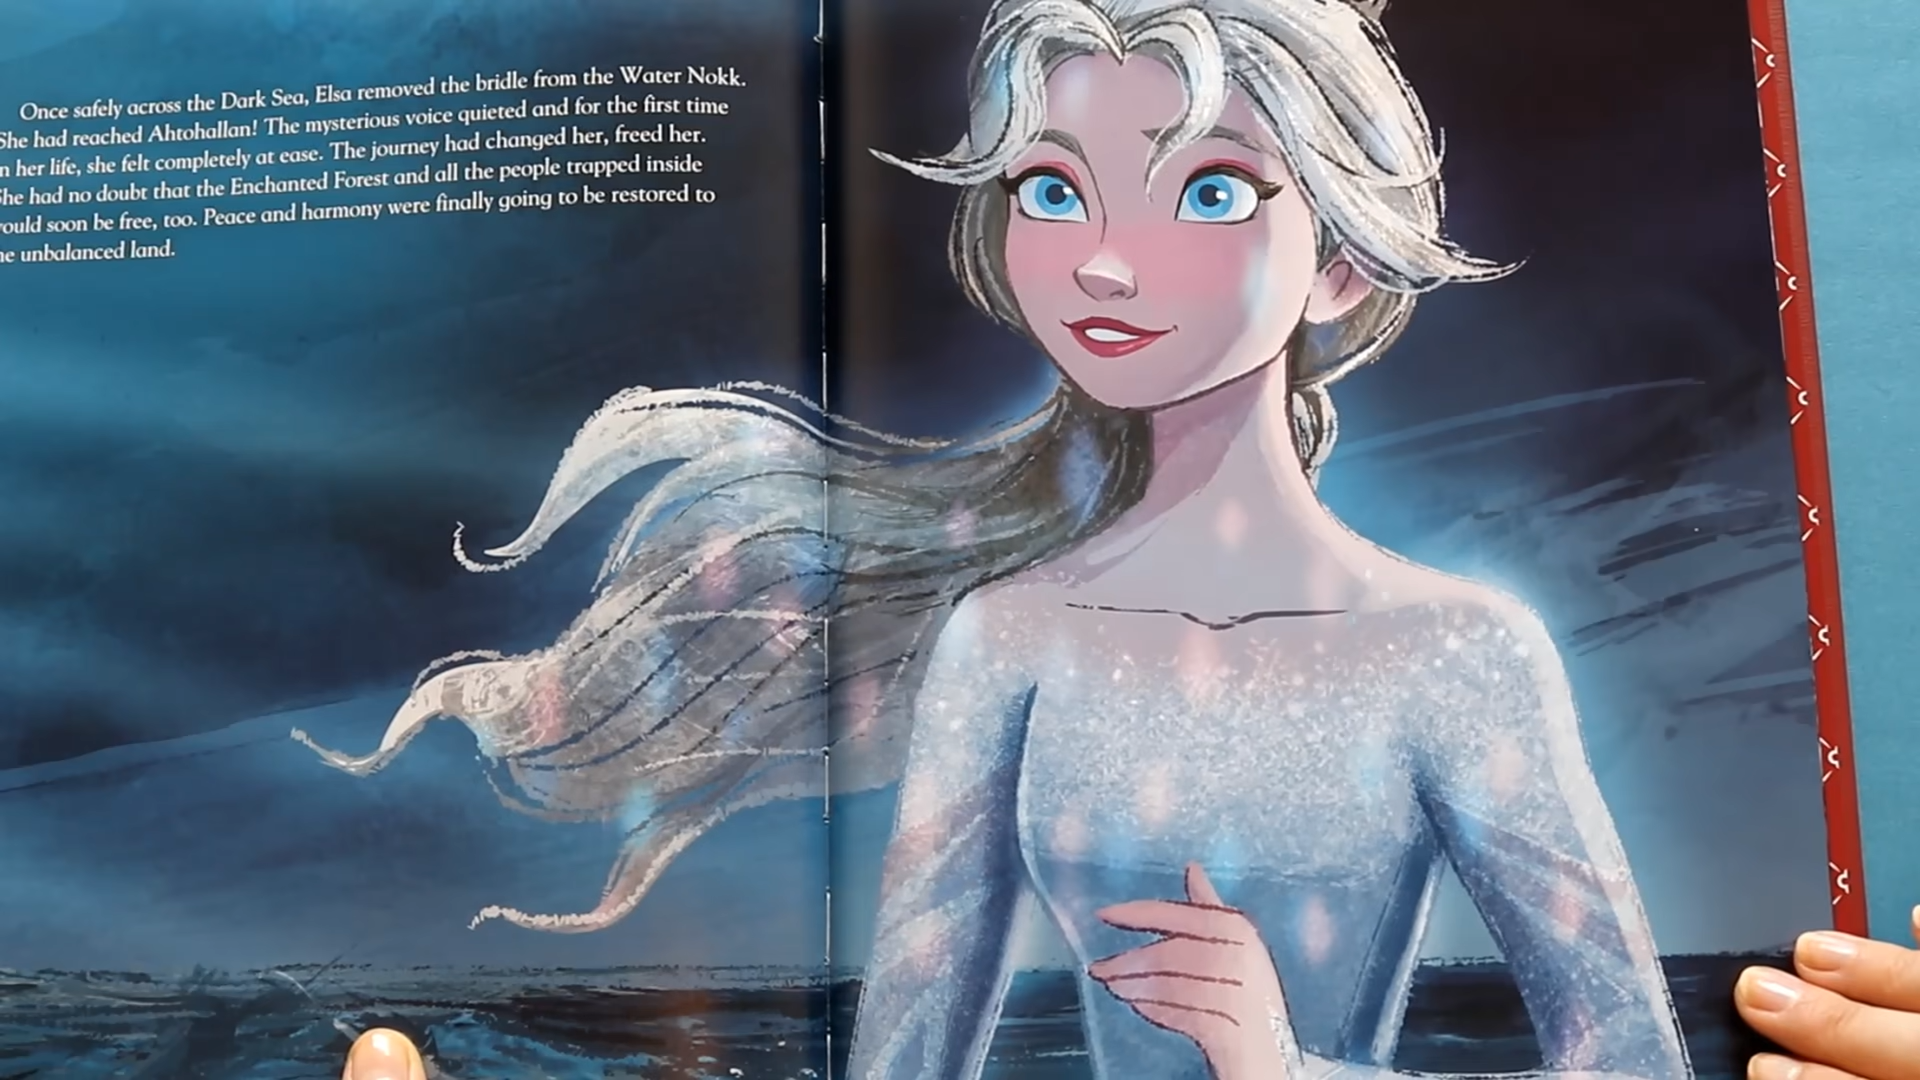 Once safely across the Dark Sea, Elsa removed the bridle from the Water Nokk.
She had reached Ahtohallan! The mysterious voice quieted and for the first time
n her life, she felt completely at ease. The journey had changed her, freed her.
She had no doubt that the Enchanted Forest and all the people trapped inside
ould soon be free, too. Peace and harmony were finally going to be restored to
he unbalanced land.